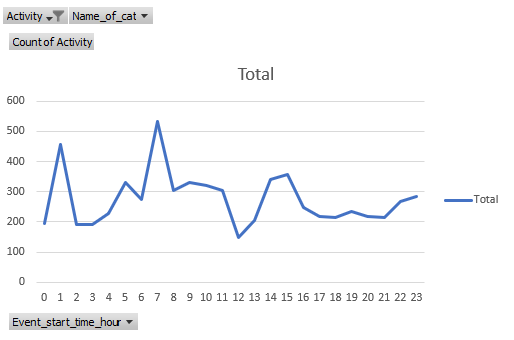 Activity Name_of_cat
Count of Activity
Total
600
500
400
300
200
100
0
Total
0 1 2 3 4 5 6 7 8 9 10 11 12 13 14 15 16 17 18 19 20 21 22 23
Event_start_time_hour